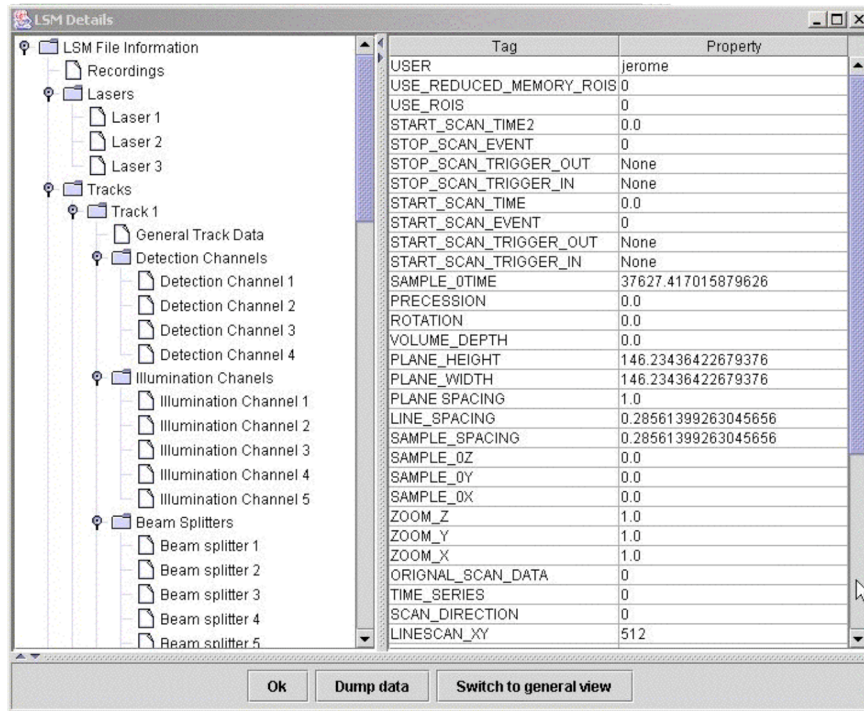 LSM Details
LSM File Information
Recordings
Lasers
Laser 1
Laser 2
Laser 3
Tracks
Track 1
General Track Data
Detection Channels
Detection Channel 1
Detection Channel 2
Detection Channel 3
Detection Channel 4
Illumination Chanels
Illumination Channel 1
Illumination Channel 2
Illumination Channel 3
Illumination Channel 4
Illumination Channel 5
Beam Splitters
Beam splitter 1
Beam splitter 2
Beam splitter 3
Beam splitter 4
Beam splitter 5
Tag Property
USER jerome
USE_REDUCED_MEMORY_ROIS 0
USE_ROIS 0
START_SCAN_TIME2 0.0
STOP_SCAN_EVENT 0
STOP_SCAN_TRIGGER_OUT None
STOP_SCAN_TRIGGER_IN None
START_SCAN_TIME 0.0
START_SCAN_EVENT 0
START_SCAN_TRIGGER_OUT None
START_SCAN_TRIGGER_IN None
SAMPLE_0TIME 37627.417015879626
PRECESSION 0.0
ROTATION 0.0
VOLUME_DEPTH 0.0
PLANE_HEIGHT 146.23436422679376
PLANE_WIDTH 146.23436422679376
PLANE SPACING 1.0
LINE_SPACING 0.28561399263045656
SAMPLE_SPACING 0.28561399263045656
SAMPLE_0Z 0.0
SAMPLE_0Y 0.0
SAMPLE_0X 0.0
ZOOM_Z 1.0
ZOOM_Y 1.0
ZOOM_X 1.0
ORIGNAL_SCAN_DATA 0
TIME_SERIES 0
SCAN_DIRECTION 0
LINESCAN_XY 512
Ok Dump data Switch to general view